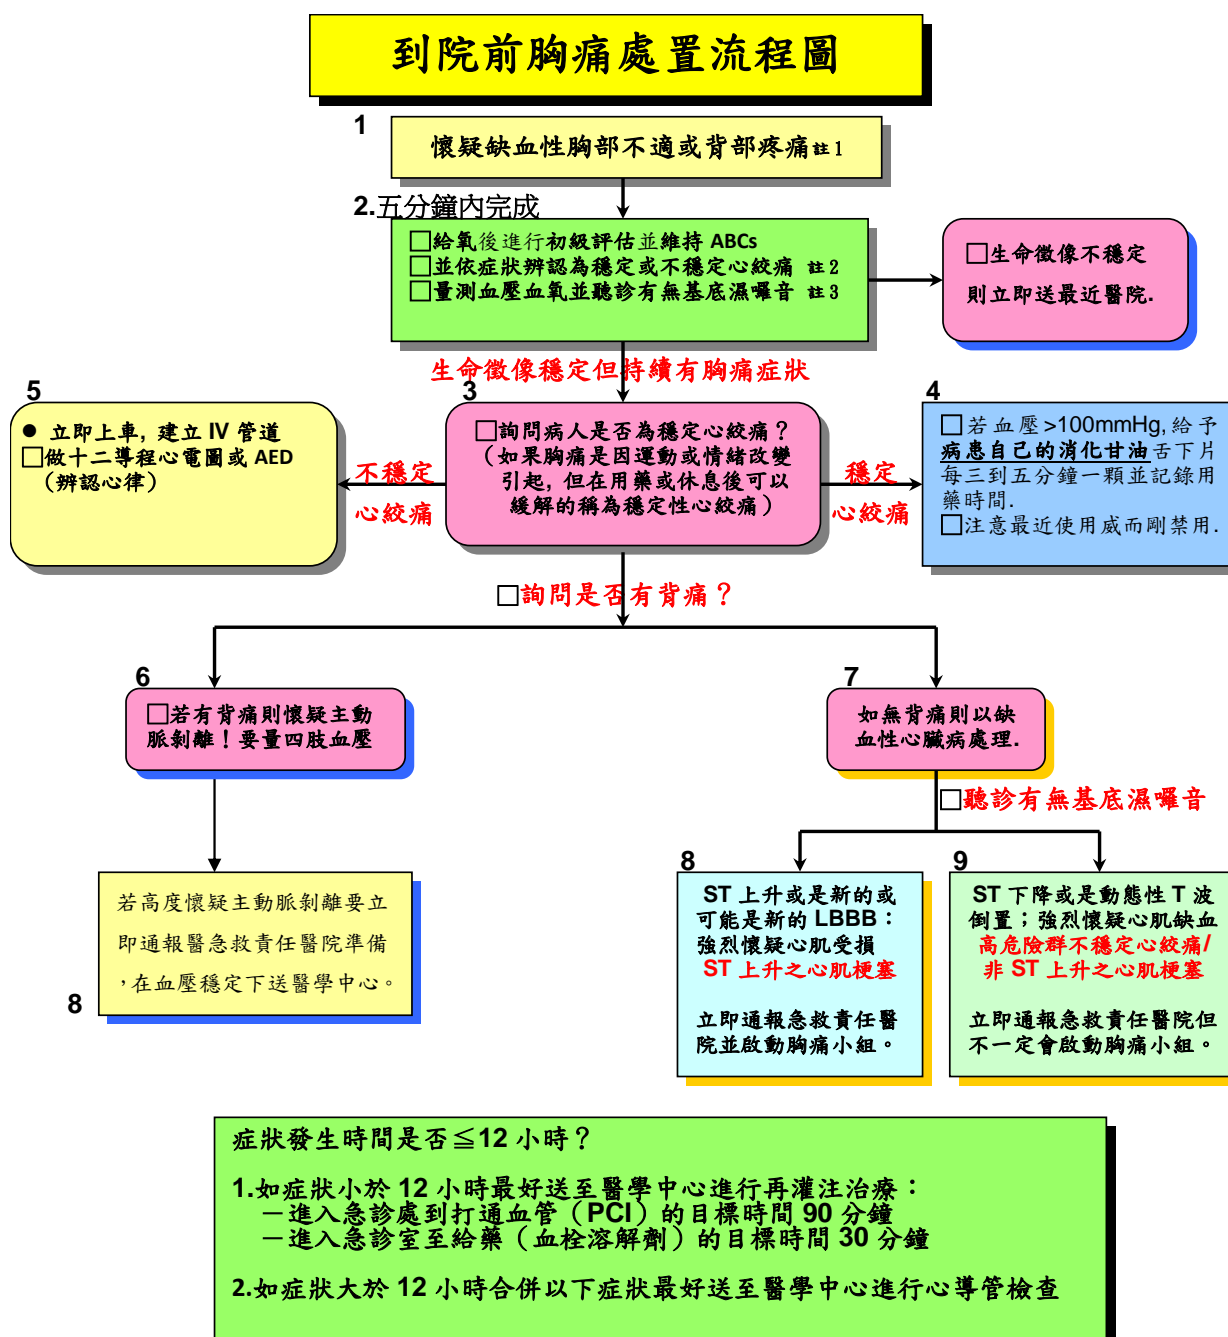 到院前胸痛處置流程圖
1
懷疑缺血性胸部不適或背部疼痛註1
2.五分鐘內完成
□給氧後進行初級評估並維持 ABCs
□並依症狀辨認為穩定或不穩定心絞痛 註2
□量測血壓血氧並聽診有無基底濕囉音 註3
□生命徵像不穩定
則立即送最近醫院.
生命徵像穩定但持續有胸痛症狀
5
● 立即上車, 建立 IV 管道
□做十二導程心電圖或 AED
（辨認心律）
不穩定
心絞痛
3
□詢問病人是否為穩定心絞痛？
（如果胸痛是因運動或情緒改變
引起, 但在用藥或休息後可以
緩解的稱為穩定性心絞痛）
穩定
心絞痛
4
□若血壓>100mmHg, 給予
病患自己的消化甘油舌下片
每三到五分鐘一顆並記錄用
藥時間.
□注意最近使用威而剛禁用.
□詢問是否有背痛？
6
□若有背痛則懷疑主動
脈剝離！要量四肢血壓
7
如無背痛則以缺
血性心臟病處理.
□聽診有無基底濕囉音
若高度懷疑主動脈剝離要立
即通報醫急救責任醫院準備
，在血壓穩定下送醫學中心。
8
8
ST 上升或是新的或
可能是新的 LBBB：
強烈懷疑心肌受損
ST 上升之心肌梗塞
立即通報急救責任醫
院並啟動胸痛小組。
9
ST 下降或是動態性 T 波
倒置；強烈懷疑心肌缺血
高危險群不穩定心絞痛/
非 ST 上升之心肌梗塞
立即通報急救責任醫院但
不一定會啟動胸痛小組。
症狀發生時間是否≦12 小時？
1.如症狀小於 12 小時最好送至醫學中心進行再灌注治療：
－進入急診處到打通血管（PCI）的目標時間 90 分鐘
－進入急診室至給藥（血栓溶解劑）的目標時間 30 分鐘
2.如症狀大於 12 小時合併以下症狀最好送至醫學中心進行心導管檢查